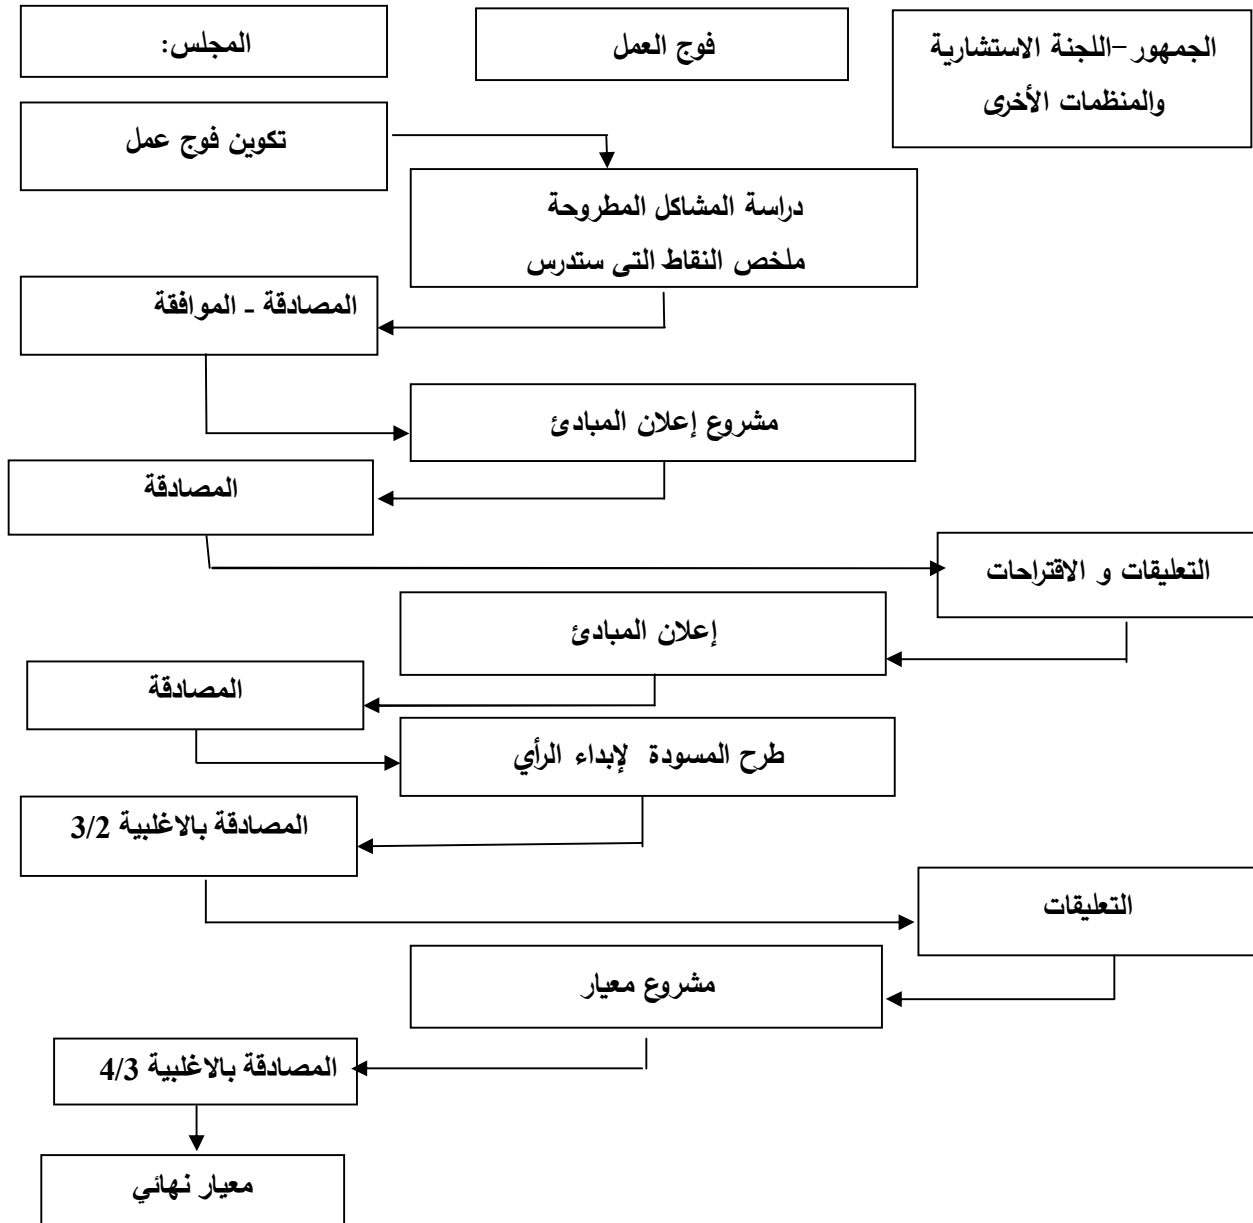 الجمهور –اللجنة الاستشارية
والمنظمات الأخرى
فوج العمل
المجلس:
تكوين فوج عمل
دراسة المشاكل المطروحة
ملخص النقاط التى ستدرس
المصادقة ـ الموافقة
مشروع إعلان المبادئ
المصادقة
التعليقات و الاقتراحات
إعلان المبادئ
المصادقة
طرح المسودة لإبداء الرأي
المصادقة بالاغلبية 3/2
التعليقات
مشروع معيار
المصادقة بالاغلبية 4/3
معيار نهائي